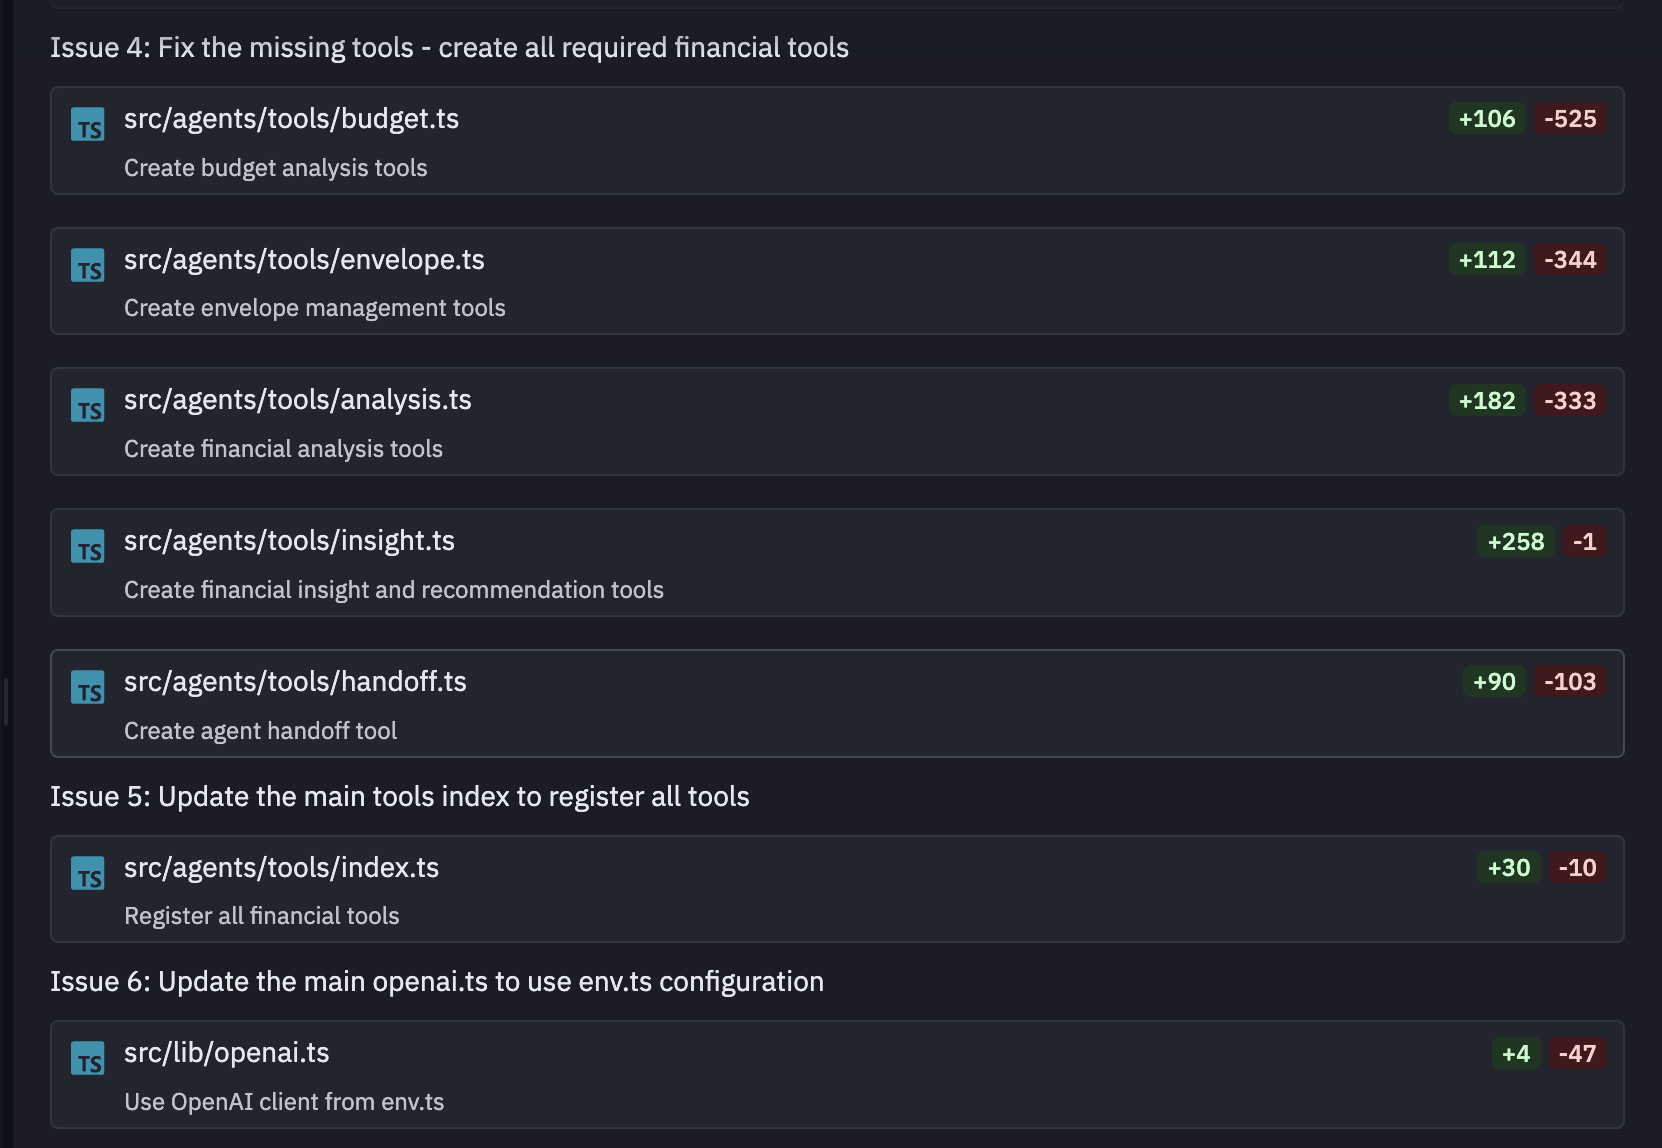 Issue 4: Fix the missing tools - create all required financial tools
TS src/agents/tools/budget.ts +106 -525
Create budget analysis tools
TS src/agents/tools/envelope.ts +112 -344
Create envelope management tools
TS src/agents/tools/analysis.ts +182 -333
Create financial analysis tools
TS src/agents/tools/insight.ts +258 -1
Create financial insight and recommendation tools
TS src/agents/tools/handoff.ts +90 -103
Create agent handoff tool
Issue 5: Update the main tools index to register all tools
TS src/agents/tools/index.ts +30 -10
Register all financial tools
Issue 6: Update the main openai.ts to use env.ts configuration
TS src/lib/openai.ts +4 -47
Use OpenAI client from env.ts